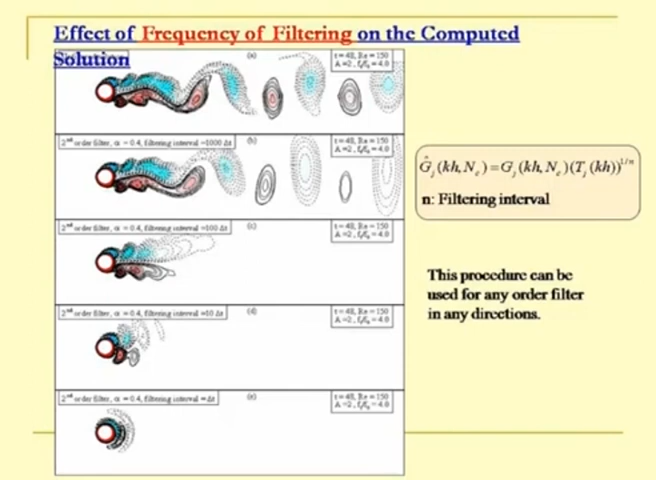 Effect of Frequency of Filtering on the Computed
Solution
(a)
t=48, Re=150
A=2, f/f₀=4.0
2nd order filter, α=0.4, filtering interval=1000 Δt
(b)
t=48, Re=150
A=2, f/f₀=4.0
2nd order filter, α=0.4, filtering interval=100 Δt
(c)
t=48, Re=150
A=2, f/f₀=4.0
2nd order filter, α=0.4, filtering interval=10 Δt
(d)
t=48, Re=150
A=2, f/f₀=4.0
2nd order filter, α=0.4, filtering interval=Δt
(e)
t=48, Re=150
A=2, f/f₀=4.0
Ĝj(kh,Nc)=Gj(kh,Nc)(Tj(kh))^1/n
n: Filtering interval
This procedure can be
used for any order filter
in any directions.